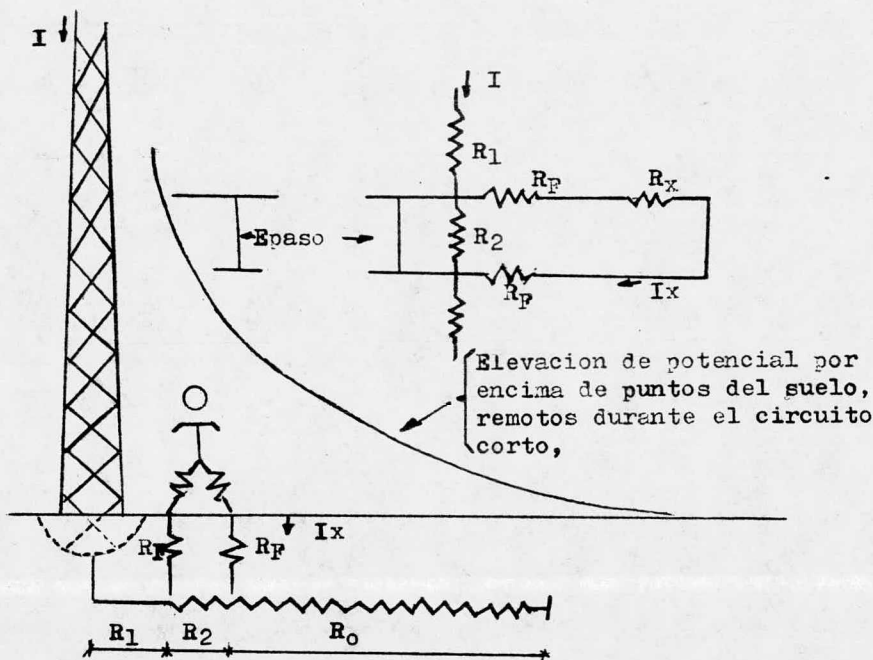 I
I
R1
RF
Rx
Epaso
R2
RF
Ix
Elevacion de potencial por
encima de puntos del suelo,
remotos durante el circuito
corto,
Ix
RF
RF
R1
R2
Ro